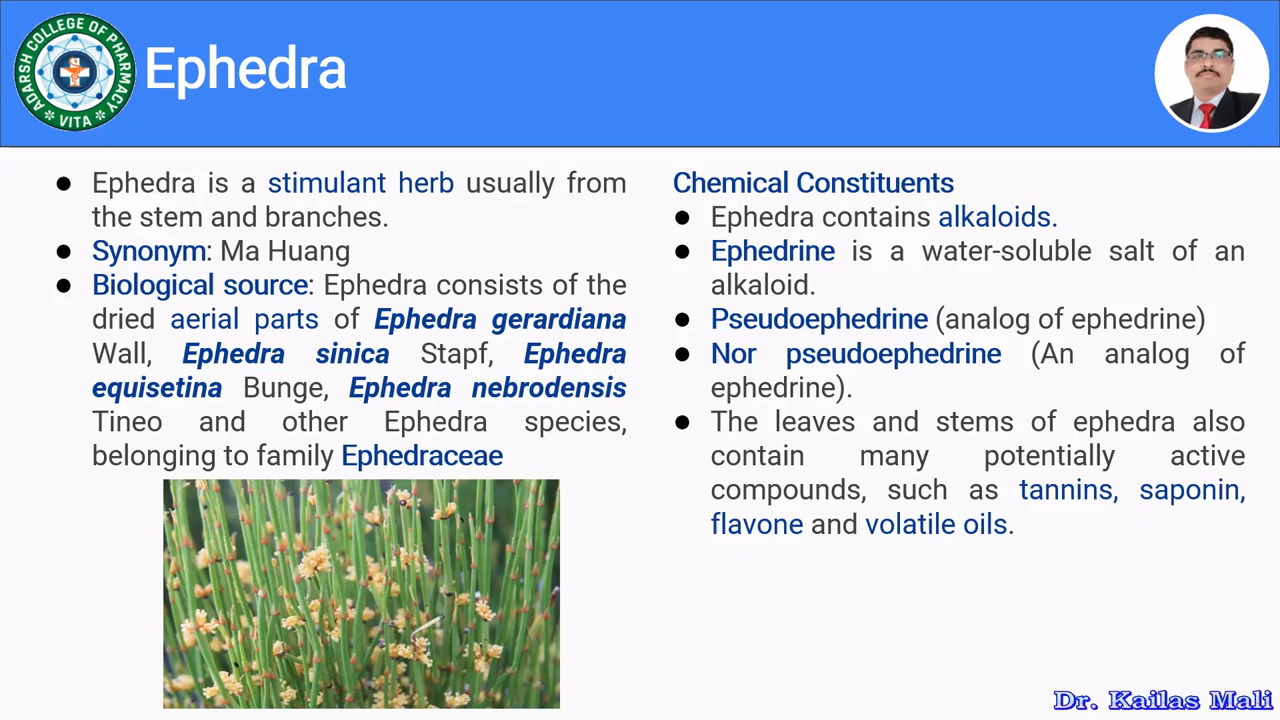 ADARSH COLLEGE OF PHARMACY
VITA
Ephedra
● Ephedra is a stimulant herb usually from
the stem and branches.
● Synonym: Ma Huang
● Biological source: Ephedra consists of the
dried aerial parts of Ephedra gerardiana
Wall, Ephedra sinica Stapf, Ephedra
equisetina Bunge, Ephedra nebrodensis
Tineo and other Ephedra species,
belonging to family Ephedraceae
Chemical Constituents
● Ephedra contains alkaloids.
● Ephedrine is a water-soluble salt of an
alkaloid.
● Pseudoephedrine (analog of ephedrine)
● Nor pseudoephedrine (An analog of
ephedrine).
● The leaves and stems of ephedra also
contain many potentially active
compounds, such as tannins, saponin,
flavone and volatile oils.
Dr. Kailas Mali